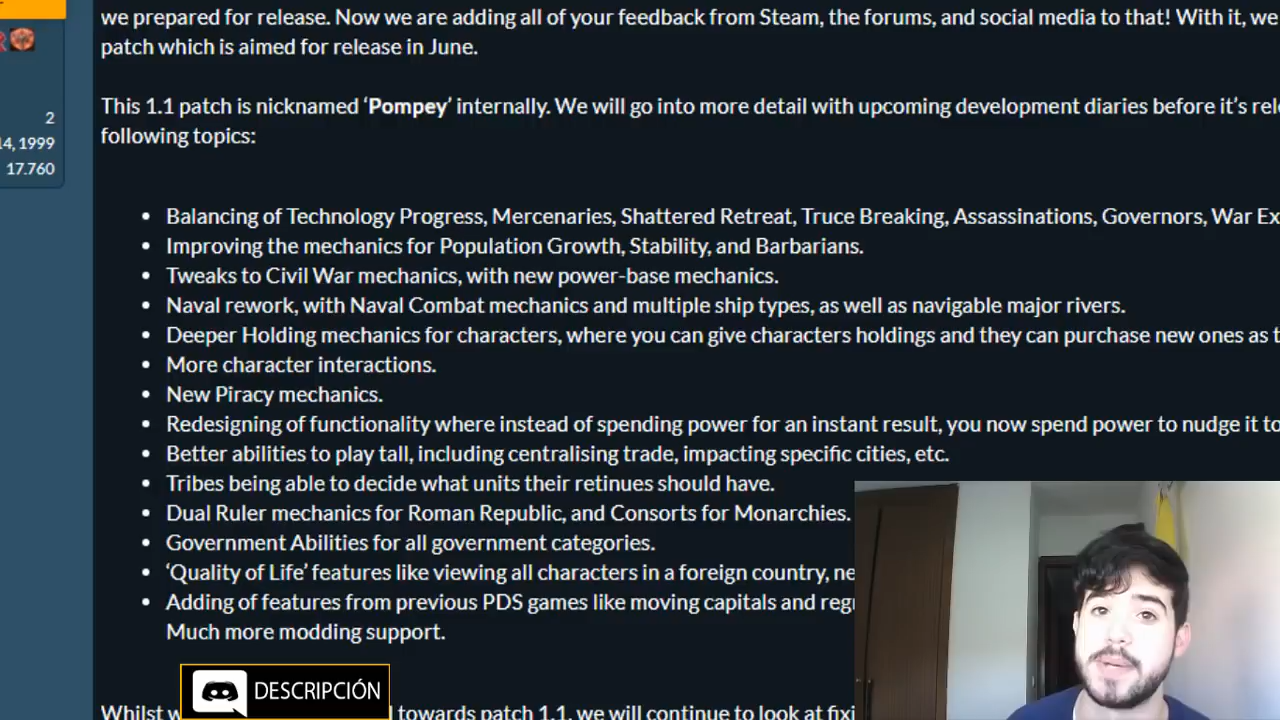 we prepared for release. Now we are adding all of your feedback from Steam, the forums, and social media to that! With it, we
patch which is aimed for release in June.
2
This 1.1 patch is nicknamed ‘Pompey’ internally. We will go into more detail with upcoming development diaries before it’s
14, 1999
following topics:
17.760
• Balancing of Technology Progress, Mercenaries, Shattered Retreat, Truce Breaking, Assassinations, Governors, War
• Improving the mechanics for Population Growth, Stability, and Barbarians.
• Tweaks to Civil War mechanics, with new power-base mechanics.
• Naval rework, with Naval Combat mechanics and multiple ship types, as well as navigable major rivers.
• Deeper Holding mechanics for characters, where you can give characters holdings and they can purchase new ones as
• More character interactions.
• New Piracy mechanics.
• Redesigning of functionality where instead of spending power for an instant result, you now spend power to nudge it
• Better abilities to play tall, including centralising trade, impacting specific cities, etc.
• Tribes being able to decide what units their retinues should have.
• Dual Ruler mechanics for Roman Republic, and Consorts for Monarchies.
• Government Abilities for all government categories.
• ‘Quality of Life’ features like viewing all characters in a foreign country,
• Adding of features from previous PDS games like moving capitals and
Much more modding support.
DESCRIPCIÓN
Whilst towards patch 1.1, we will continue to look at